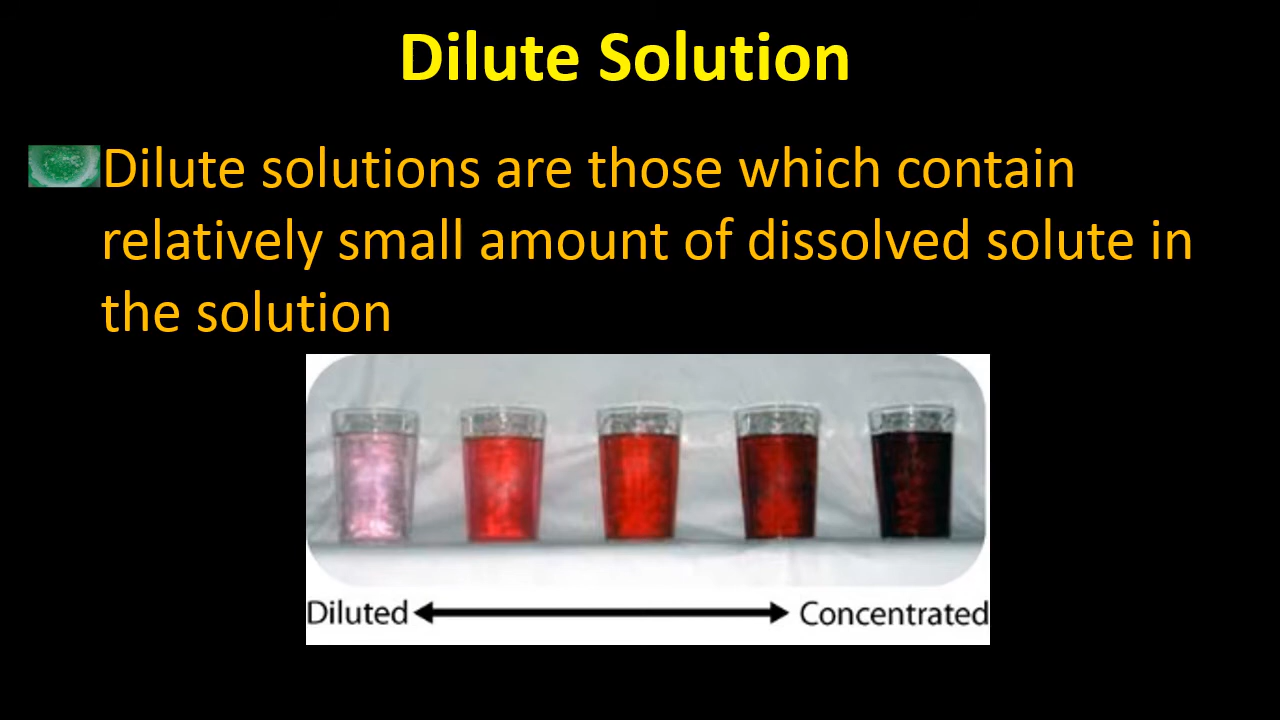 Dilute Solution
Dilute solutions are those which contain
relatively small amount of dissolved solute in
the solution
Diluted Concentrated